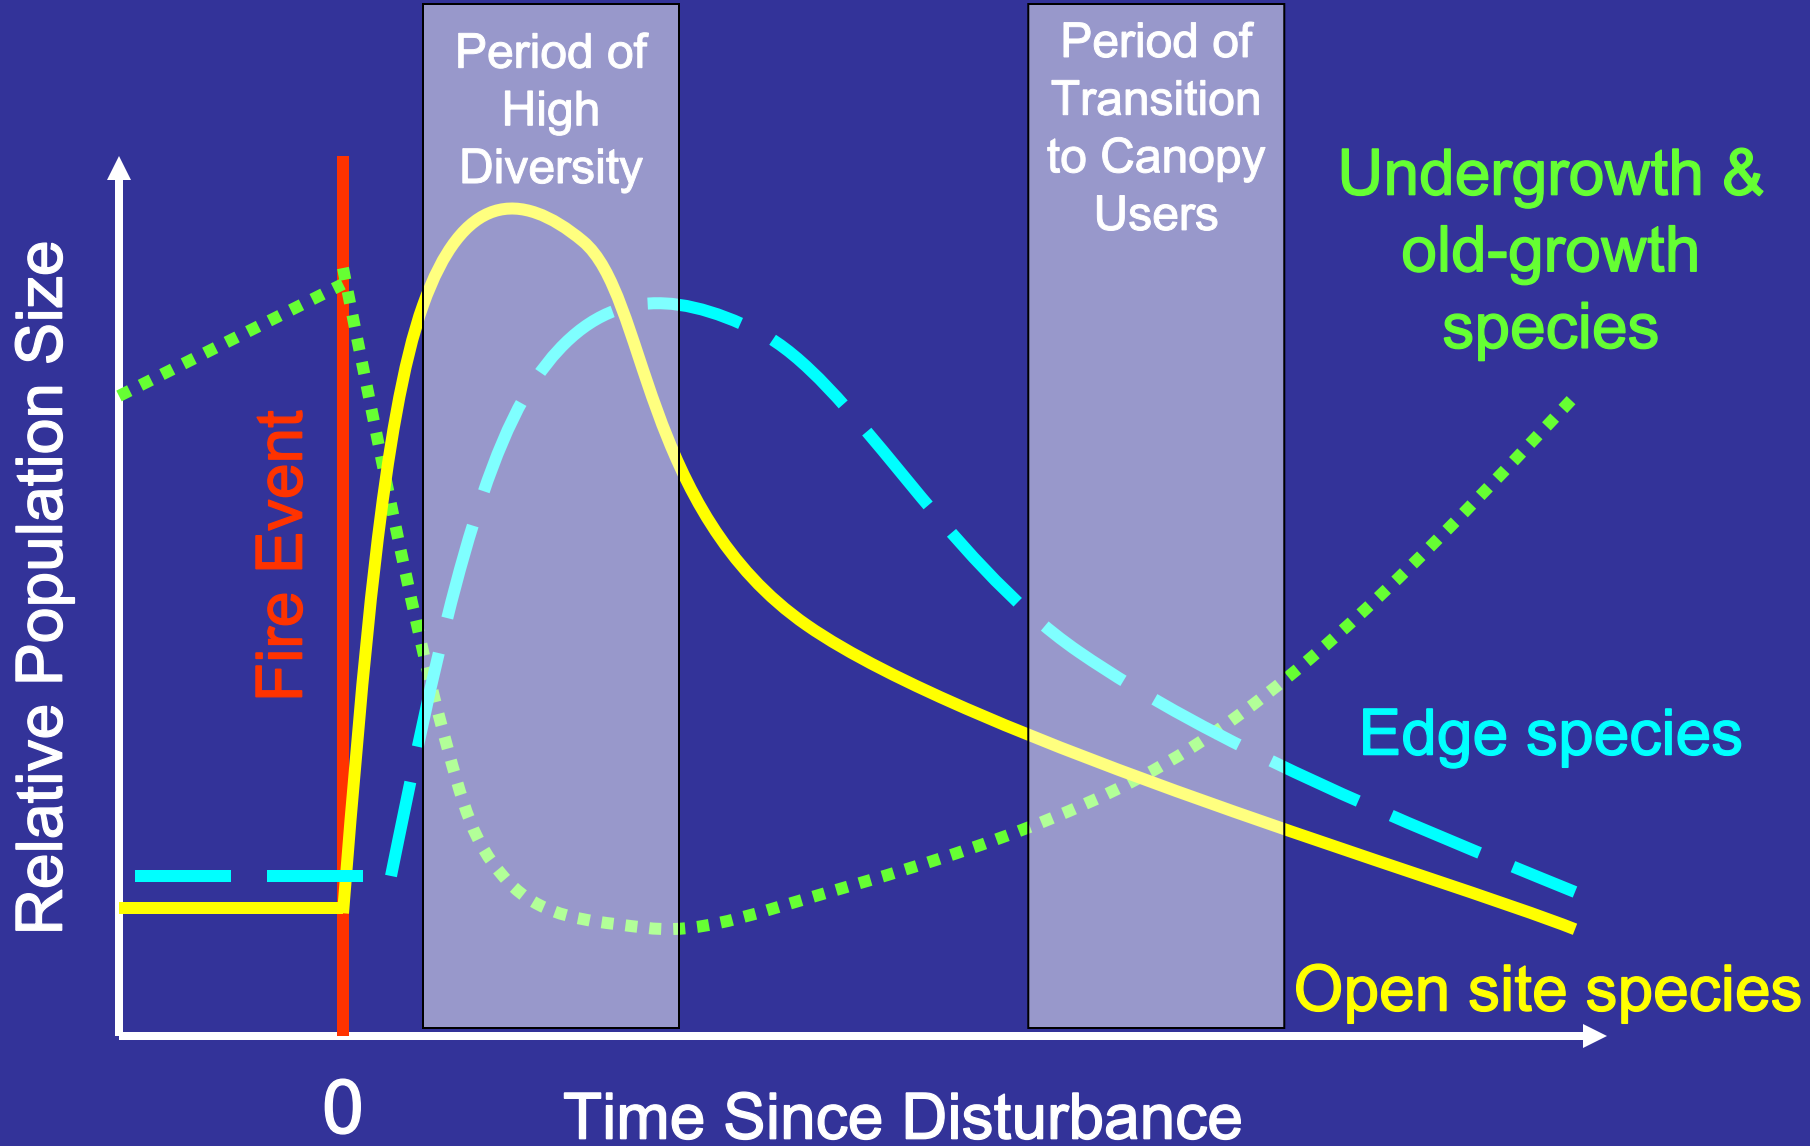 Period of
High
Diversity
Period of
Transition
to Canopy
Users
Undergrowth &
old-growth
species
Relative Population Size
Fire Event
Edge species
Open site species
0
Time Since Disturbance